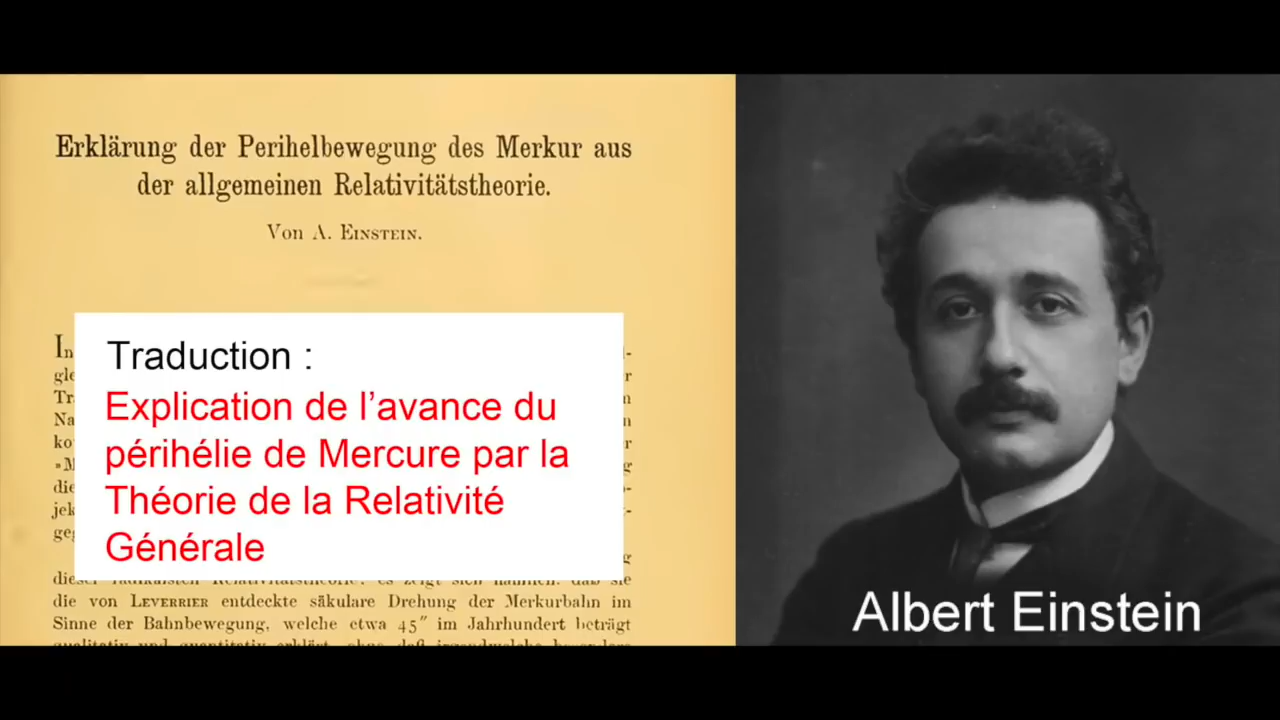 Erklärung der Perihelbewegung des Merkur aus
der allgemeinen Relativitätstheorie.
Von A. Einstein.
In
Traduction :
Explication de l’avance du
périhélie de Mercure par la
Théorie de la Relativité
Générale
die von Leverrier entdeckte säkulare Drehung der Merkurbahn im
Sinne der Bahnbewegung, welche etwa 45″ im Jahrhundert beträgt
Albert Einstein